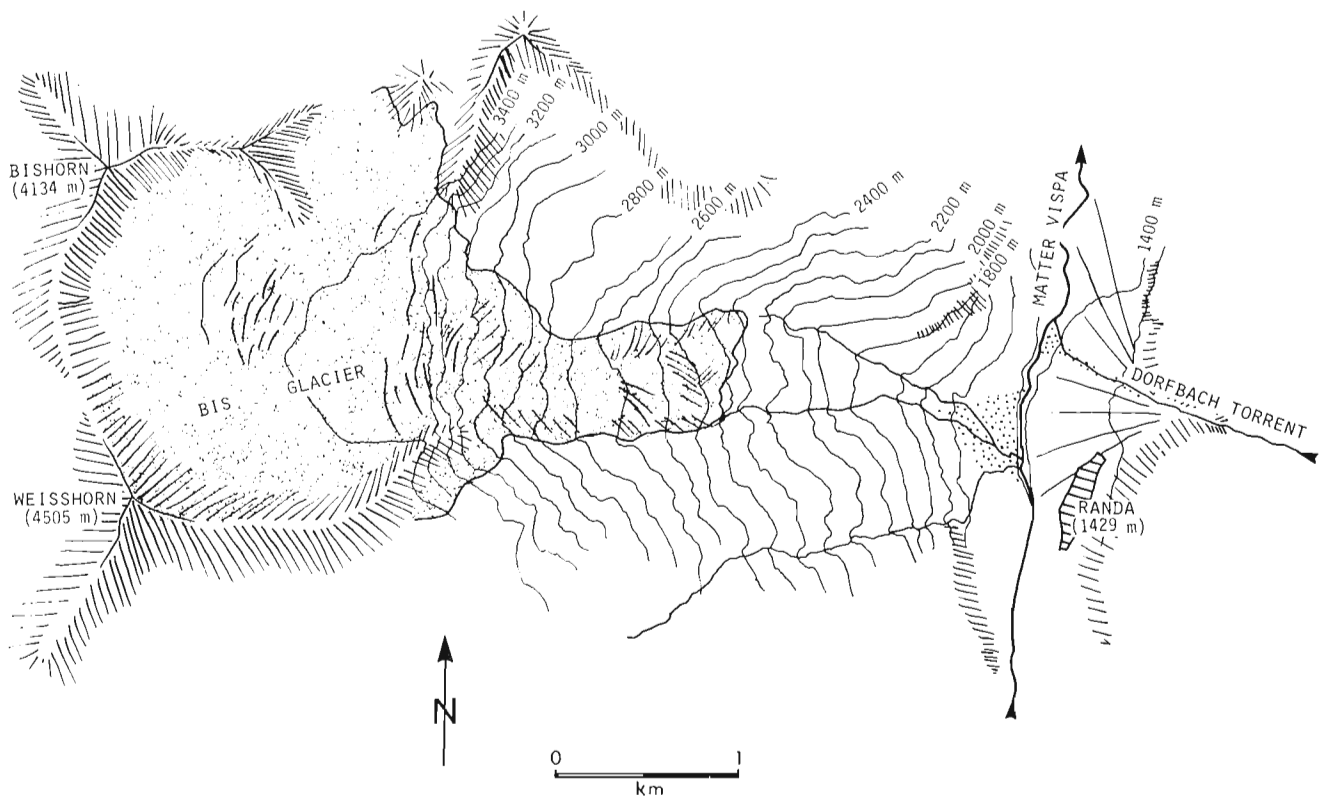 3400 m
3200 m
3000 m
2800 m
2600 m
2400 m
2200 m
2000 m
1800 m
1400 m
BISHORN
(4134 m)
MATTER VISPA
BIS GLACIER
DORFBACH TORRENT
WEISSHORN
(4505 m)
RANDA
(1429 m)
N
0 1
km